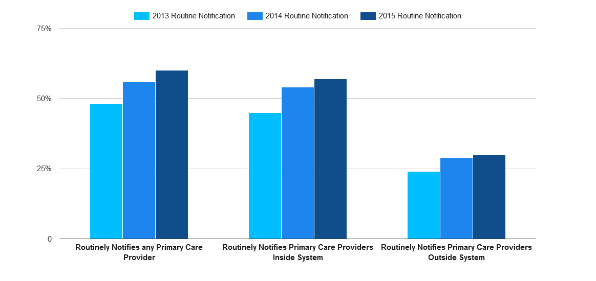 2013 Routine Notification 2014 Routine Notification 2015 Routine Notification
75%
50%
25%
0
Routinely Notifies any Primary Care
Provider
Routinely Notifies Primary Care Providers
Inside System
Routinely Notifies Primary Care Providers
Outside System